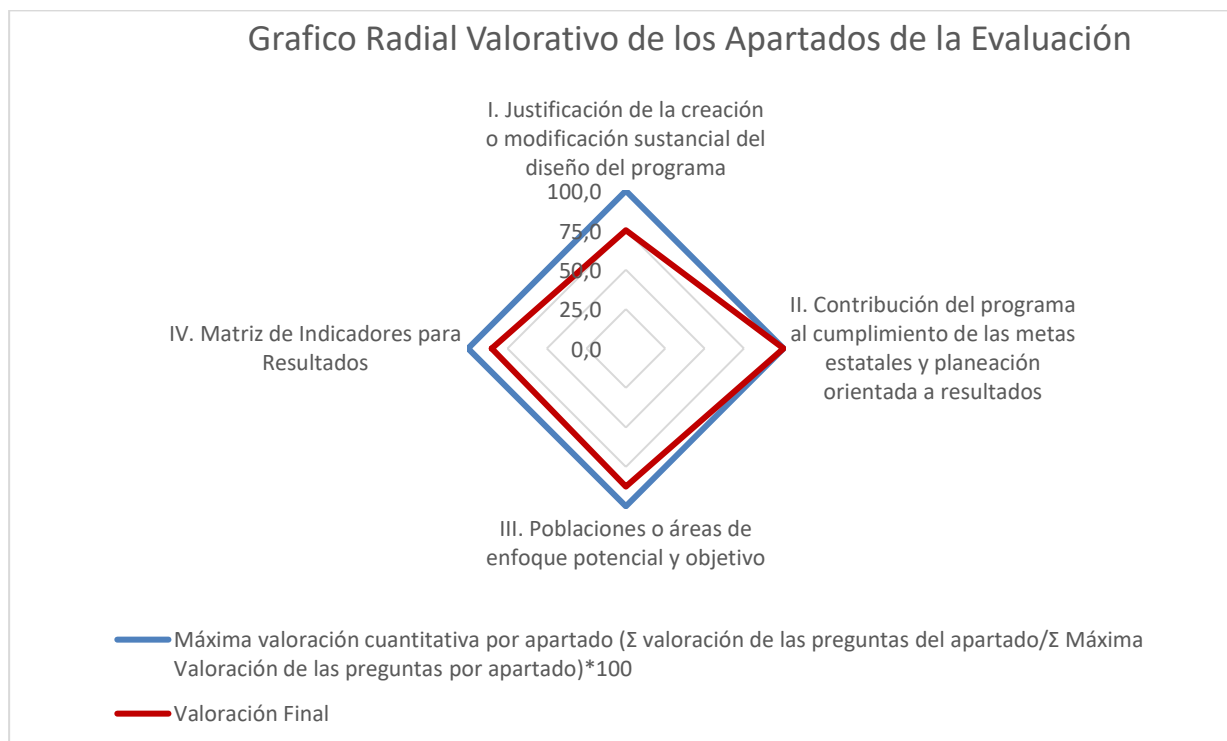 Grafico Radial Valorativo de los Apartados de la Evaluación
I. Justificación de la creación
o modificación sustancial del
diseño del programa
100,0
75,0
50,0
25,0
0,0
II. Contribución del programa
al cumplimiento de las metas
estatales y planeación
orientada a resultados
IV. Matriz de Indicadores para
Resultados
III. Poblaciones o áreas de
enfoque potencial y objetivo
Máxima valoración cuantitativa por apartado (Σ valoración de las preguntas del apartado/Σ Máxima
Valoración de las preguntas por apartado)*100
Valoración Final